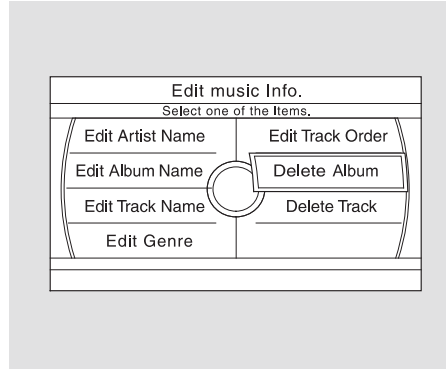 Edit music Info.
Select one of the Items.
Edit Artist Name
Edit Album Name
Edit Track Name
Edit Genre
Edit Track Order
Delete Album
Delete Track